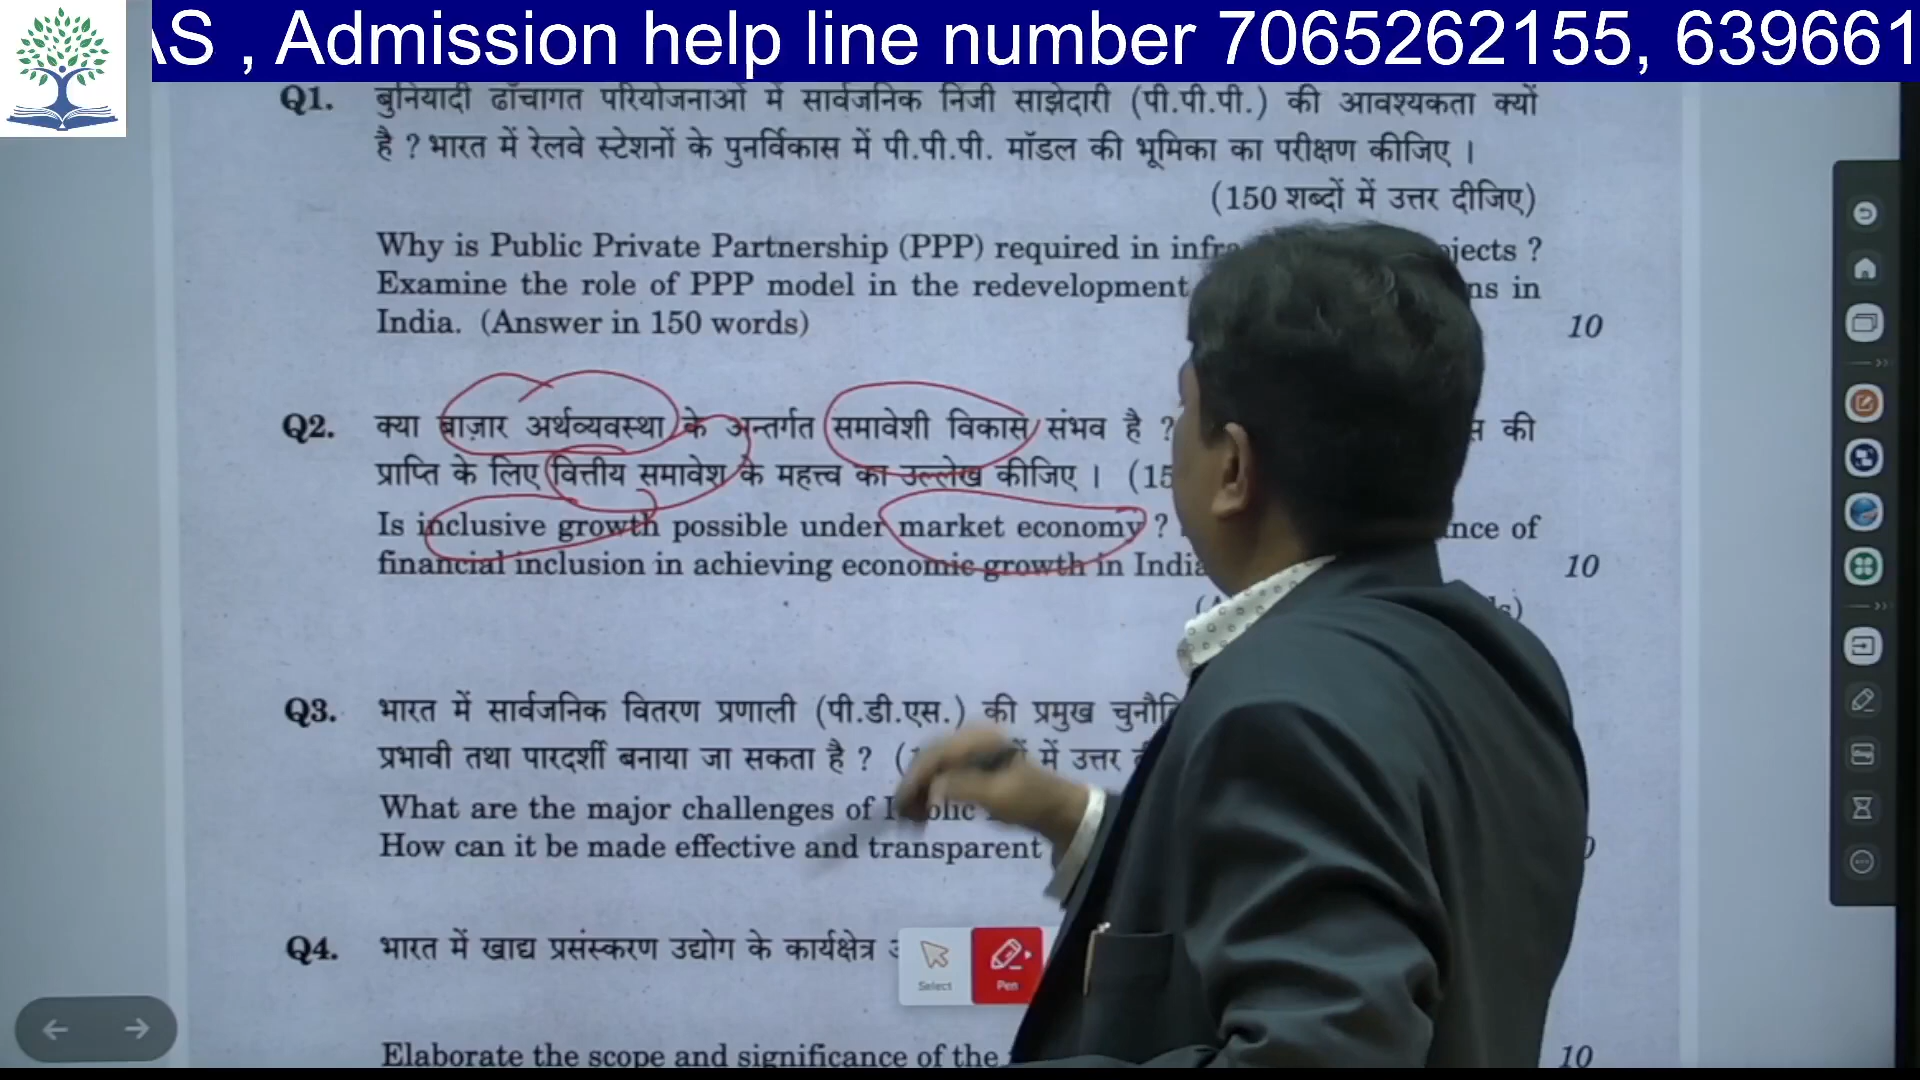 AS , Admission help line number 7065262155, 639661
Q1. बुनियादी ढाँचागत परियोजनाओं में सार्वजनिक निजी साझेदारी (पी.पी.पी.) की आवश्यकता क्यों
है ? भारत में रेलवे स्टेशनों के पुनर्विकास में पी.पी.पी. मॉडल की भूमिका का परीक्षण कीजिए ।
(150 शब्दों में उत्तर दीजिए)
Why is Public Private Partnership (PPP) required in infra jects ?
Examine the role of PPP model in the redevelopment ns in
India. (Answer in 150 words) 10
Q2. क्या बाज़ार अर्थव्यवस्था के अन्तर्गत समावेशी विकास संभव है ? की
प्राप्ति के लिए वित्तीय समावेश के महत्त्व का उल्लेख कीजिए । (15
Is inclusive growth possible under market economy ? nce of
financial inclusion in achieving economic growth in India 10
Q3. भारत में सार्वजनिक वितरण प्रणाली (पी.डी.एस.) की प्रमुख
प्रभावी तथा पारदर्शी बनाया जा सकता है ? ( में उत्तर
What are the major challenges of
How can it be made effective and transparent
Q4. भारत में खाद्य प्रसंस्करण उद्योग के कार्यक्षेत्र
Select Pen
Elaborate the scope and significance of the 10